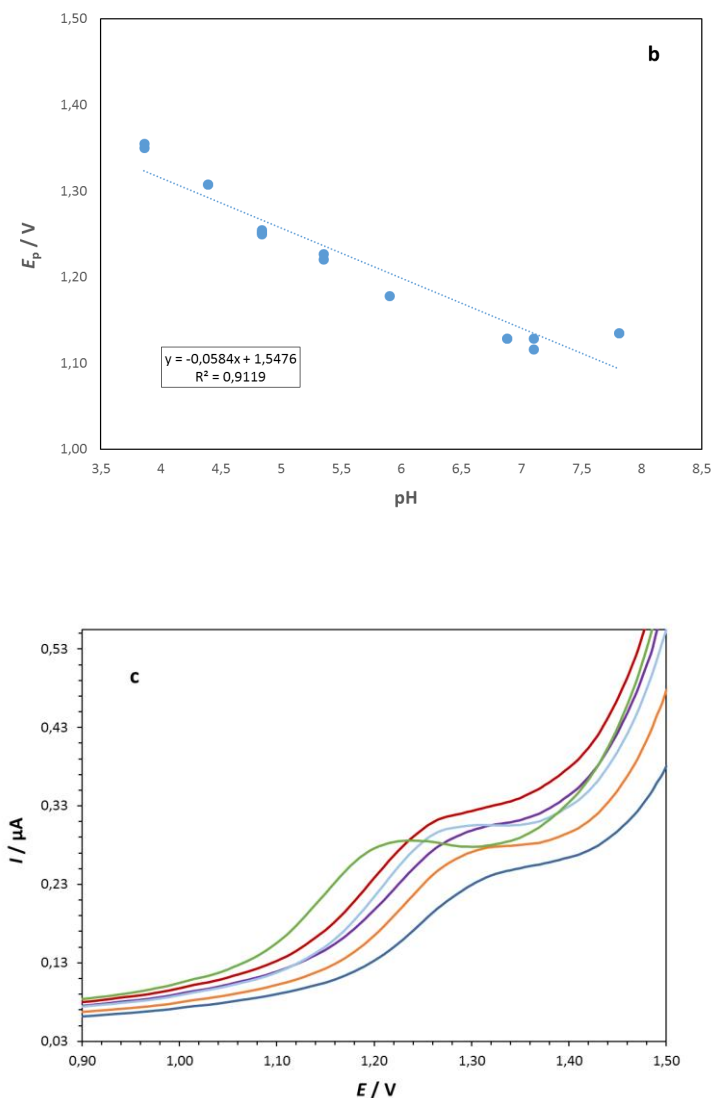 1,50
b
1,40
1,30
Ep / V
1,20
1,10
y = -0,0584x + 1,5476
R² = 0,9119
1,00
3,5 4 4,5 5 5,5 6 6,5 7 7,5 8 8,5
pH
0,53
c
0,43
0,33
I / µA
0,23
0,13
0,03
0,90 1,00 1,10 1,20 1,30 1,40 1,50
E / V